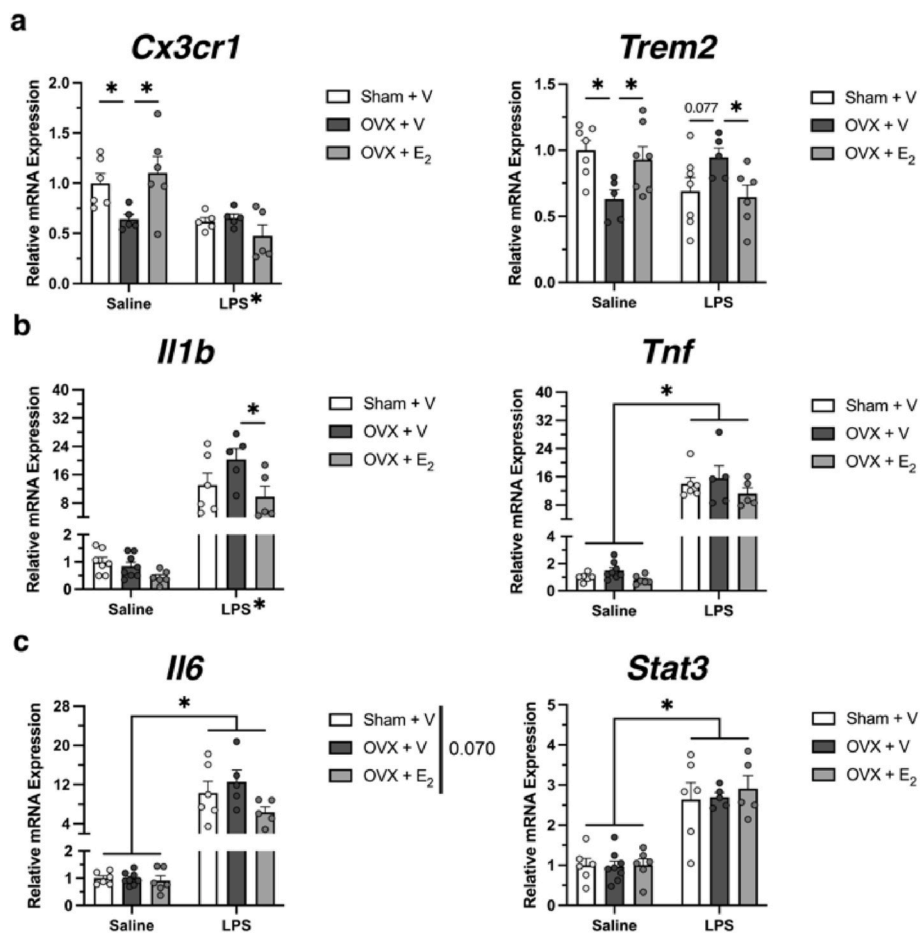 a
Cx3cr1
Relative mRNA Expression
2.0
1.5
1.0
0.5
0.0
* *
Saline
LPS*
Sham + V
OVX + V
OVX + E₂
Trem2
Relative mRNA Expression
1.5
1.0
0.5
0.0
* *
0.077 *
Saline
LPS
Sham + V
OVX + V
OVX + E₂
b
Il1b
Relative mRNA Expression
40
32
24
16
8
2
1
0
*
Saline
LPS*
Sham + V
OVX + V
OVX + E₂
Tnf
Relative mRNA Expression
40
32
24
16
8
4
2
0
*
Saline
LPS
Sham + V
OVX + V
OVX + E₂
c
Il6
Relative mRNA Expression
28
20
12
4
2
1
0
*
Saline
LPS
Sham + V
OVX + V
OVX + E₂
0.070
Stat3
Relative mRNA Expression
5
4
3
2
1
0
*
Saline
LPS
Sham + V
OVX + V
OVX + E₂